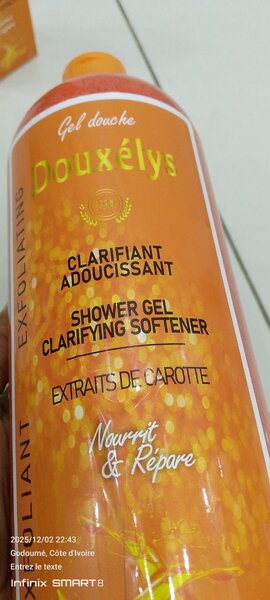 Gel douche
Douxélys
CLARIFIANT
ADOUCISSANT
SHOWER GEL
CLARIFYING SOFTENER
EXTRAITS DE CAROTTE
Nourrit
& Répare
EXFOLIANT EXFOLIATING
2025/12/02 22:43
Godoumé, Côte d'Ivoire
Entrez le texte
Infinix SMART 8